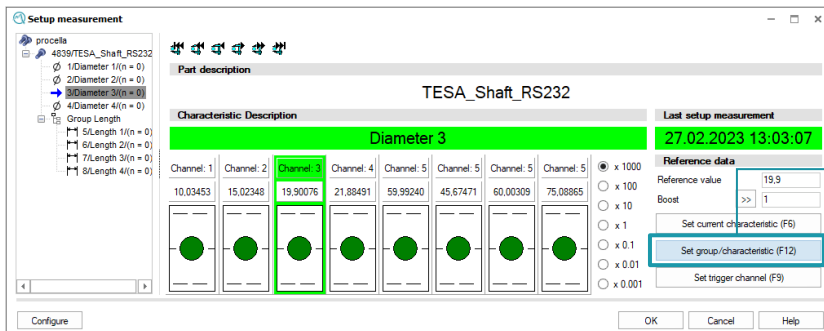 Setup measurement
procella
4839/TESA_Shaft_RS232
1/Diameter 1/(n = 0)
2/Diameter 2/(n = 0)
3/Diameter 3/(n = 0)
4/Diameter 4/(n = 0)
Group Length
5/Length 1/(n = 0)
6/Length 2/(n = 0)
7/Length 3/(n = 0)
8/Length 4/(n = 0)
Part description
TESA_Shaft_RS232
Characteristic Description
Diameter 3
Channel: 1 Channel: 2 Channel: 3 Channel: 4 Channel: 5 Channel: 5 Channel: 5 Channel: 5
10,03453 15,02348 19,90076 21,88491 59,99240 45,67471 60,00309 75,08865
x 1000
x 100
x 10
x 1
x 0.1
x 0.01
x 0.001
Last setup measurement
27.02.2023 13:03:07
Reference data
Reference value 19,9
Boost >> 1
Set current characteristic (F6)
Set group/characteristic (F12)
Set trigger channel (F9)
Configure OK Cancel Help